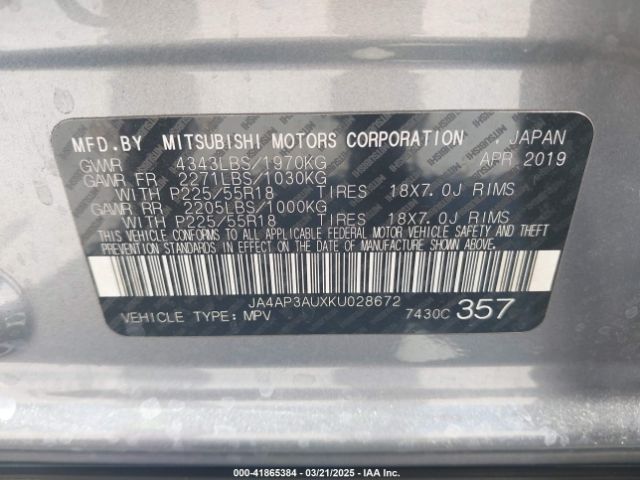 MFD.BY MITSUBISHI MOTORS CORPORATION JAPAN
GVWR 4343LBS/1970KG APR.2019
GAWR.FR 2271LBS/1030KG
WITH P225/55R18 TIRES 18X7.0J RIMS
GAWR.RR 2205LBS/1000KG
WITH P225/55R18 TIRES 18X7.0J RIMS
THIS VEHICLE CONFORMS TO ALL APPLICABLE FEDERAL MOTOR VEHICLE SAFETY AND THEFT
PREVENTION STANDARDS IN EFFECT ON THE DATE OF MANUFACTURE SHOWN ABOVE.
JA4AP3AUXKU028672
VEHICLE TYPE: MPV 7430C 357
000-41865384 / 03/21/2025 - IAA Inc.